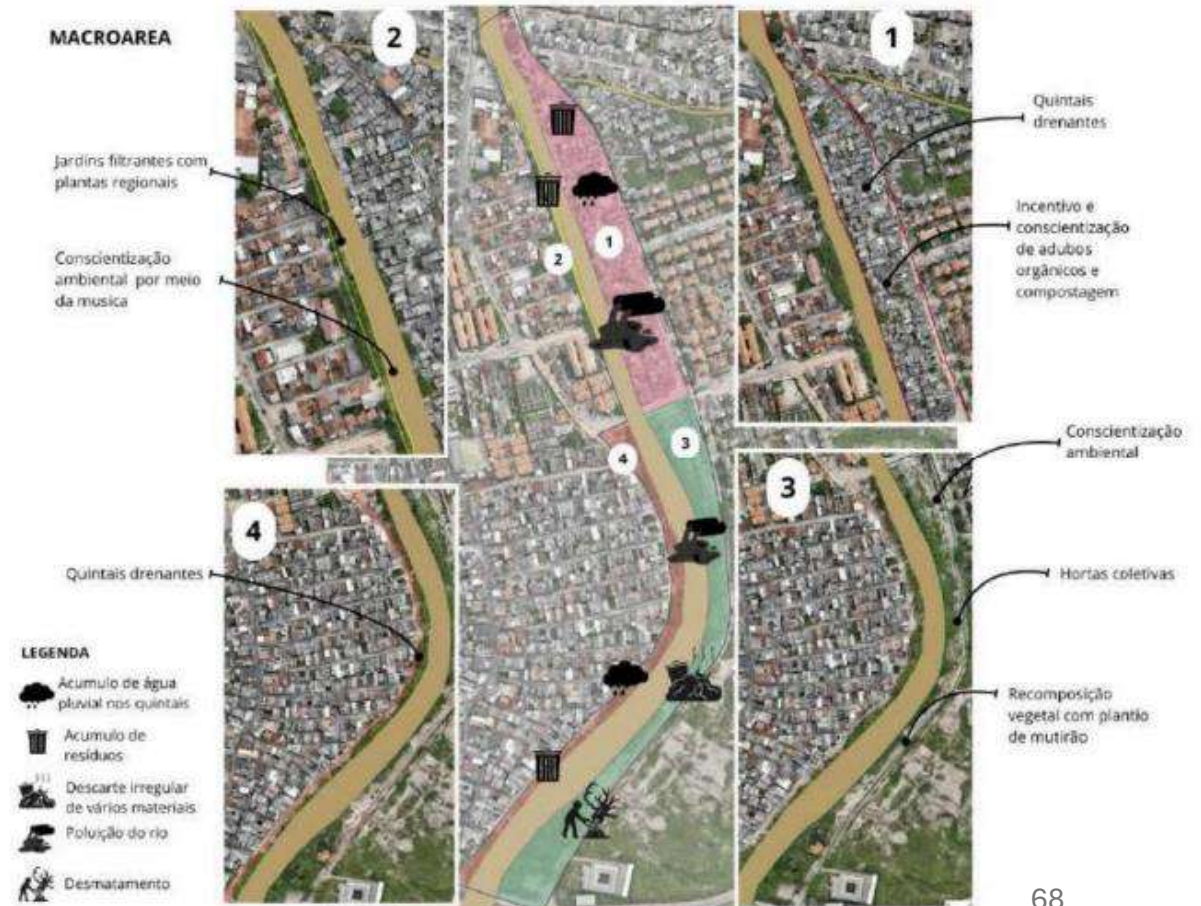 MACROAREA
2
Jardins filtrantes com
plantas regionais
Conscientização
ambiental por meio
da musica
1
2
3
4
1
Quintais
drenantes
Incentivo e
conscientização
de adubos
orgânicos e
compostagem
4
Quintais drenantes
3
Conscientização
ambiental
Hortas coletivas
Recomposição
vegetal com plantio
de mutirão
LEGENDA
Acumulo de água
pluvial nos quintais
Acumulo de
resíduos
Descarte irregular
de vários materiais
Poluição do rio
Desmatamento
68